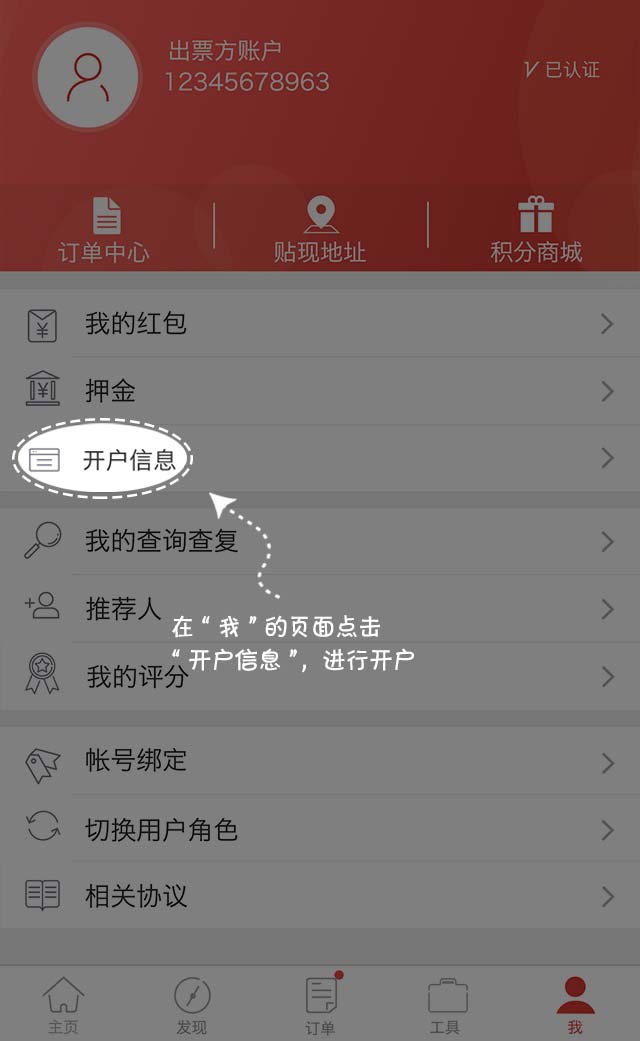 出票方账户
12345678963
已认证
订单中心
贴现地址
积分商城
我的红包
押金
开户信息
我的查询查复
推荐人
在“我”的页面点击
“开户信息”，进行开户
我的评分
帐号绑定
切换用户角色
相关协议
主页
发现
订单
工具
我